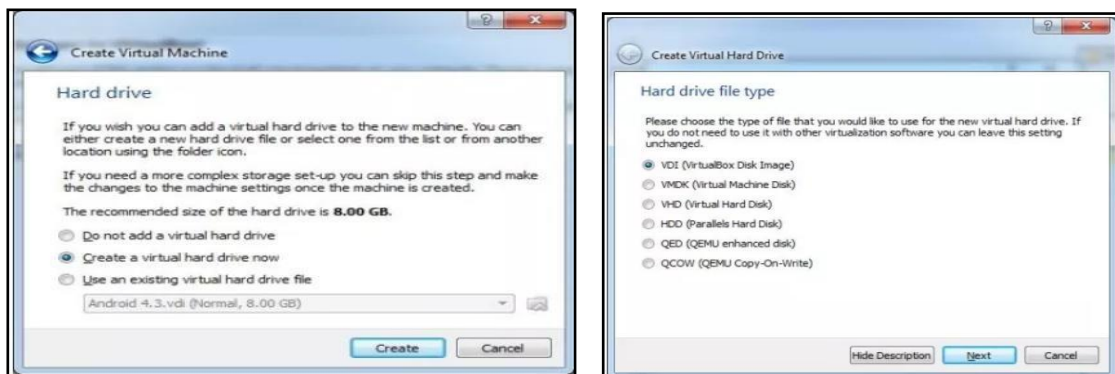 Create Virtual Machine
Hard drive
If you wish you can add a virtual hard drive to the new machine. You can
either create a new hard drive file or select one from the list or from another
location using the folder icon.
If you need a more complex storage set-up you can skip this step and make
the changes to the machine settings once the machine is created.
The recommended size of the hard drive is 8.00 GB.
Do not add a virtual hard drive
Create a virtual hard drive now
Use an existing virtual hard drive file
Android 4.3.vdi (Normal, 8.00 GB)
Create
Cancel
Create Virtual Hard Drive
Hard drive file type
Please choose the type of file that you would like to use for the new virtual hard drive. If
you do not need to use it with other virtualization software you can leave this setting
unchanged.
VDI (VirtualBox Disk Image)
VMDK (Virtual Machine Disk)
VHD (Virtual Hard Disk)
HDD (Parallels Hard Disk)
QED (QEMU enhanced disk)
QCOW (QEMU Copy-On-Write)
Hide Description
Next
Cancel